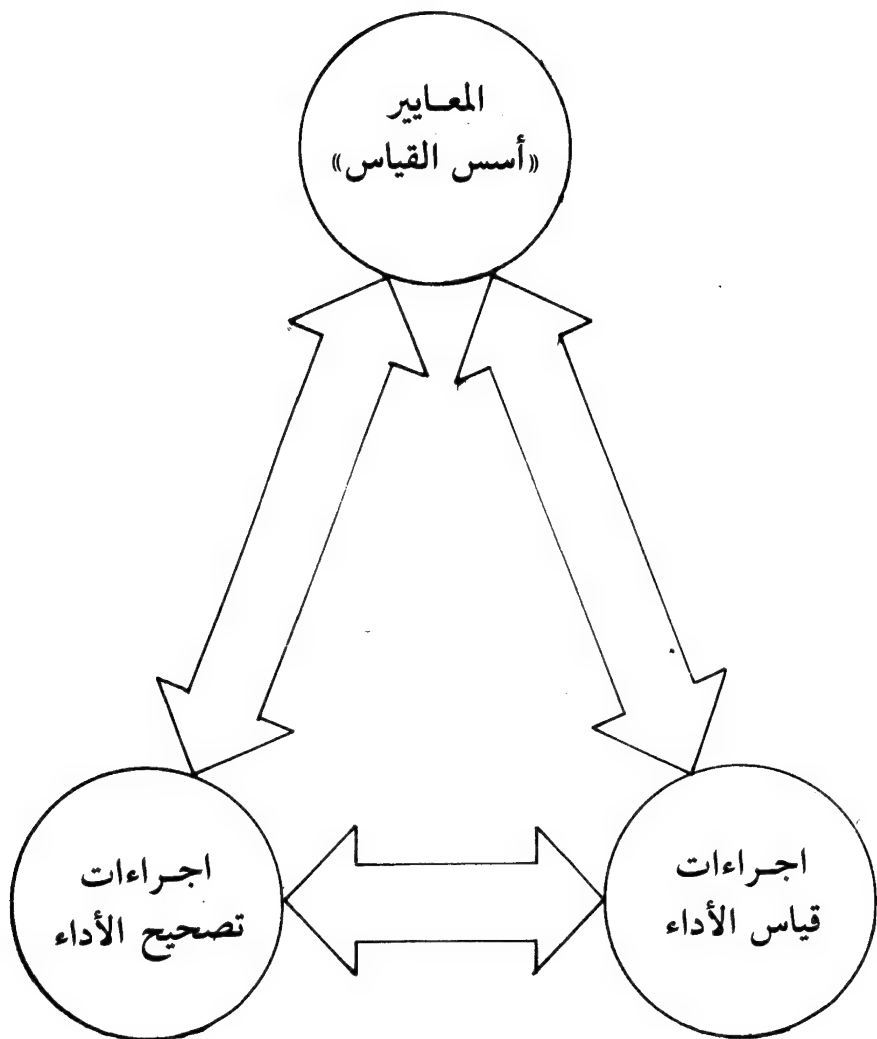 المعايير
«أسس القياس»
اجراءات
قياس الأداء
اجراءات
تصحيح الأداء